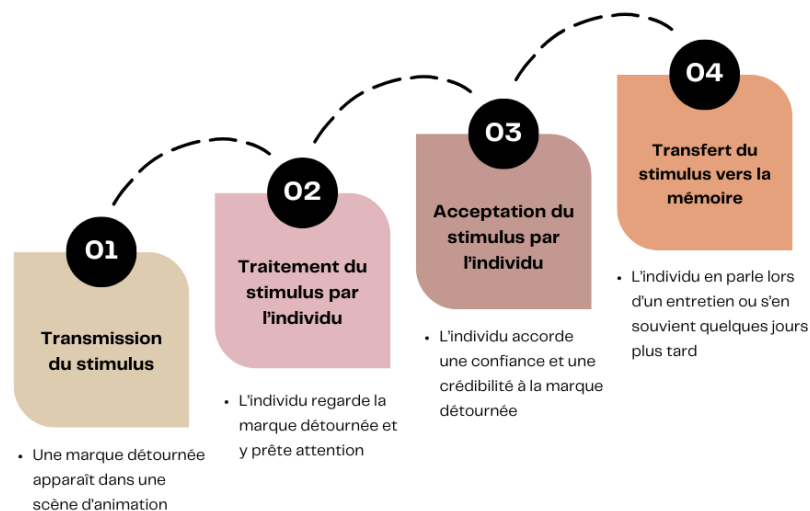 01
Transmission
du stimulus
• Une marque détournée
apparaît dans une
scène d'animation
02
Traitement du
stimulus par
l'individu
• L'individu regarde la
marque détournée et
y prête attention
03
Acceptation du
stimulus par
l'individu
• L'individu accorde
une confiance et une
crédibilité à la marque
détournée
04
Transfert du
stimulus vers la
mémoire
• L'individu en parle lors
d'un entretien ou s'en
souvient quelques jours
plus tard